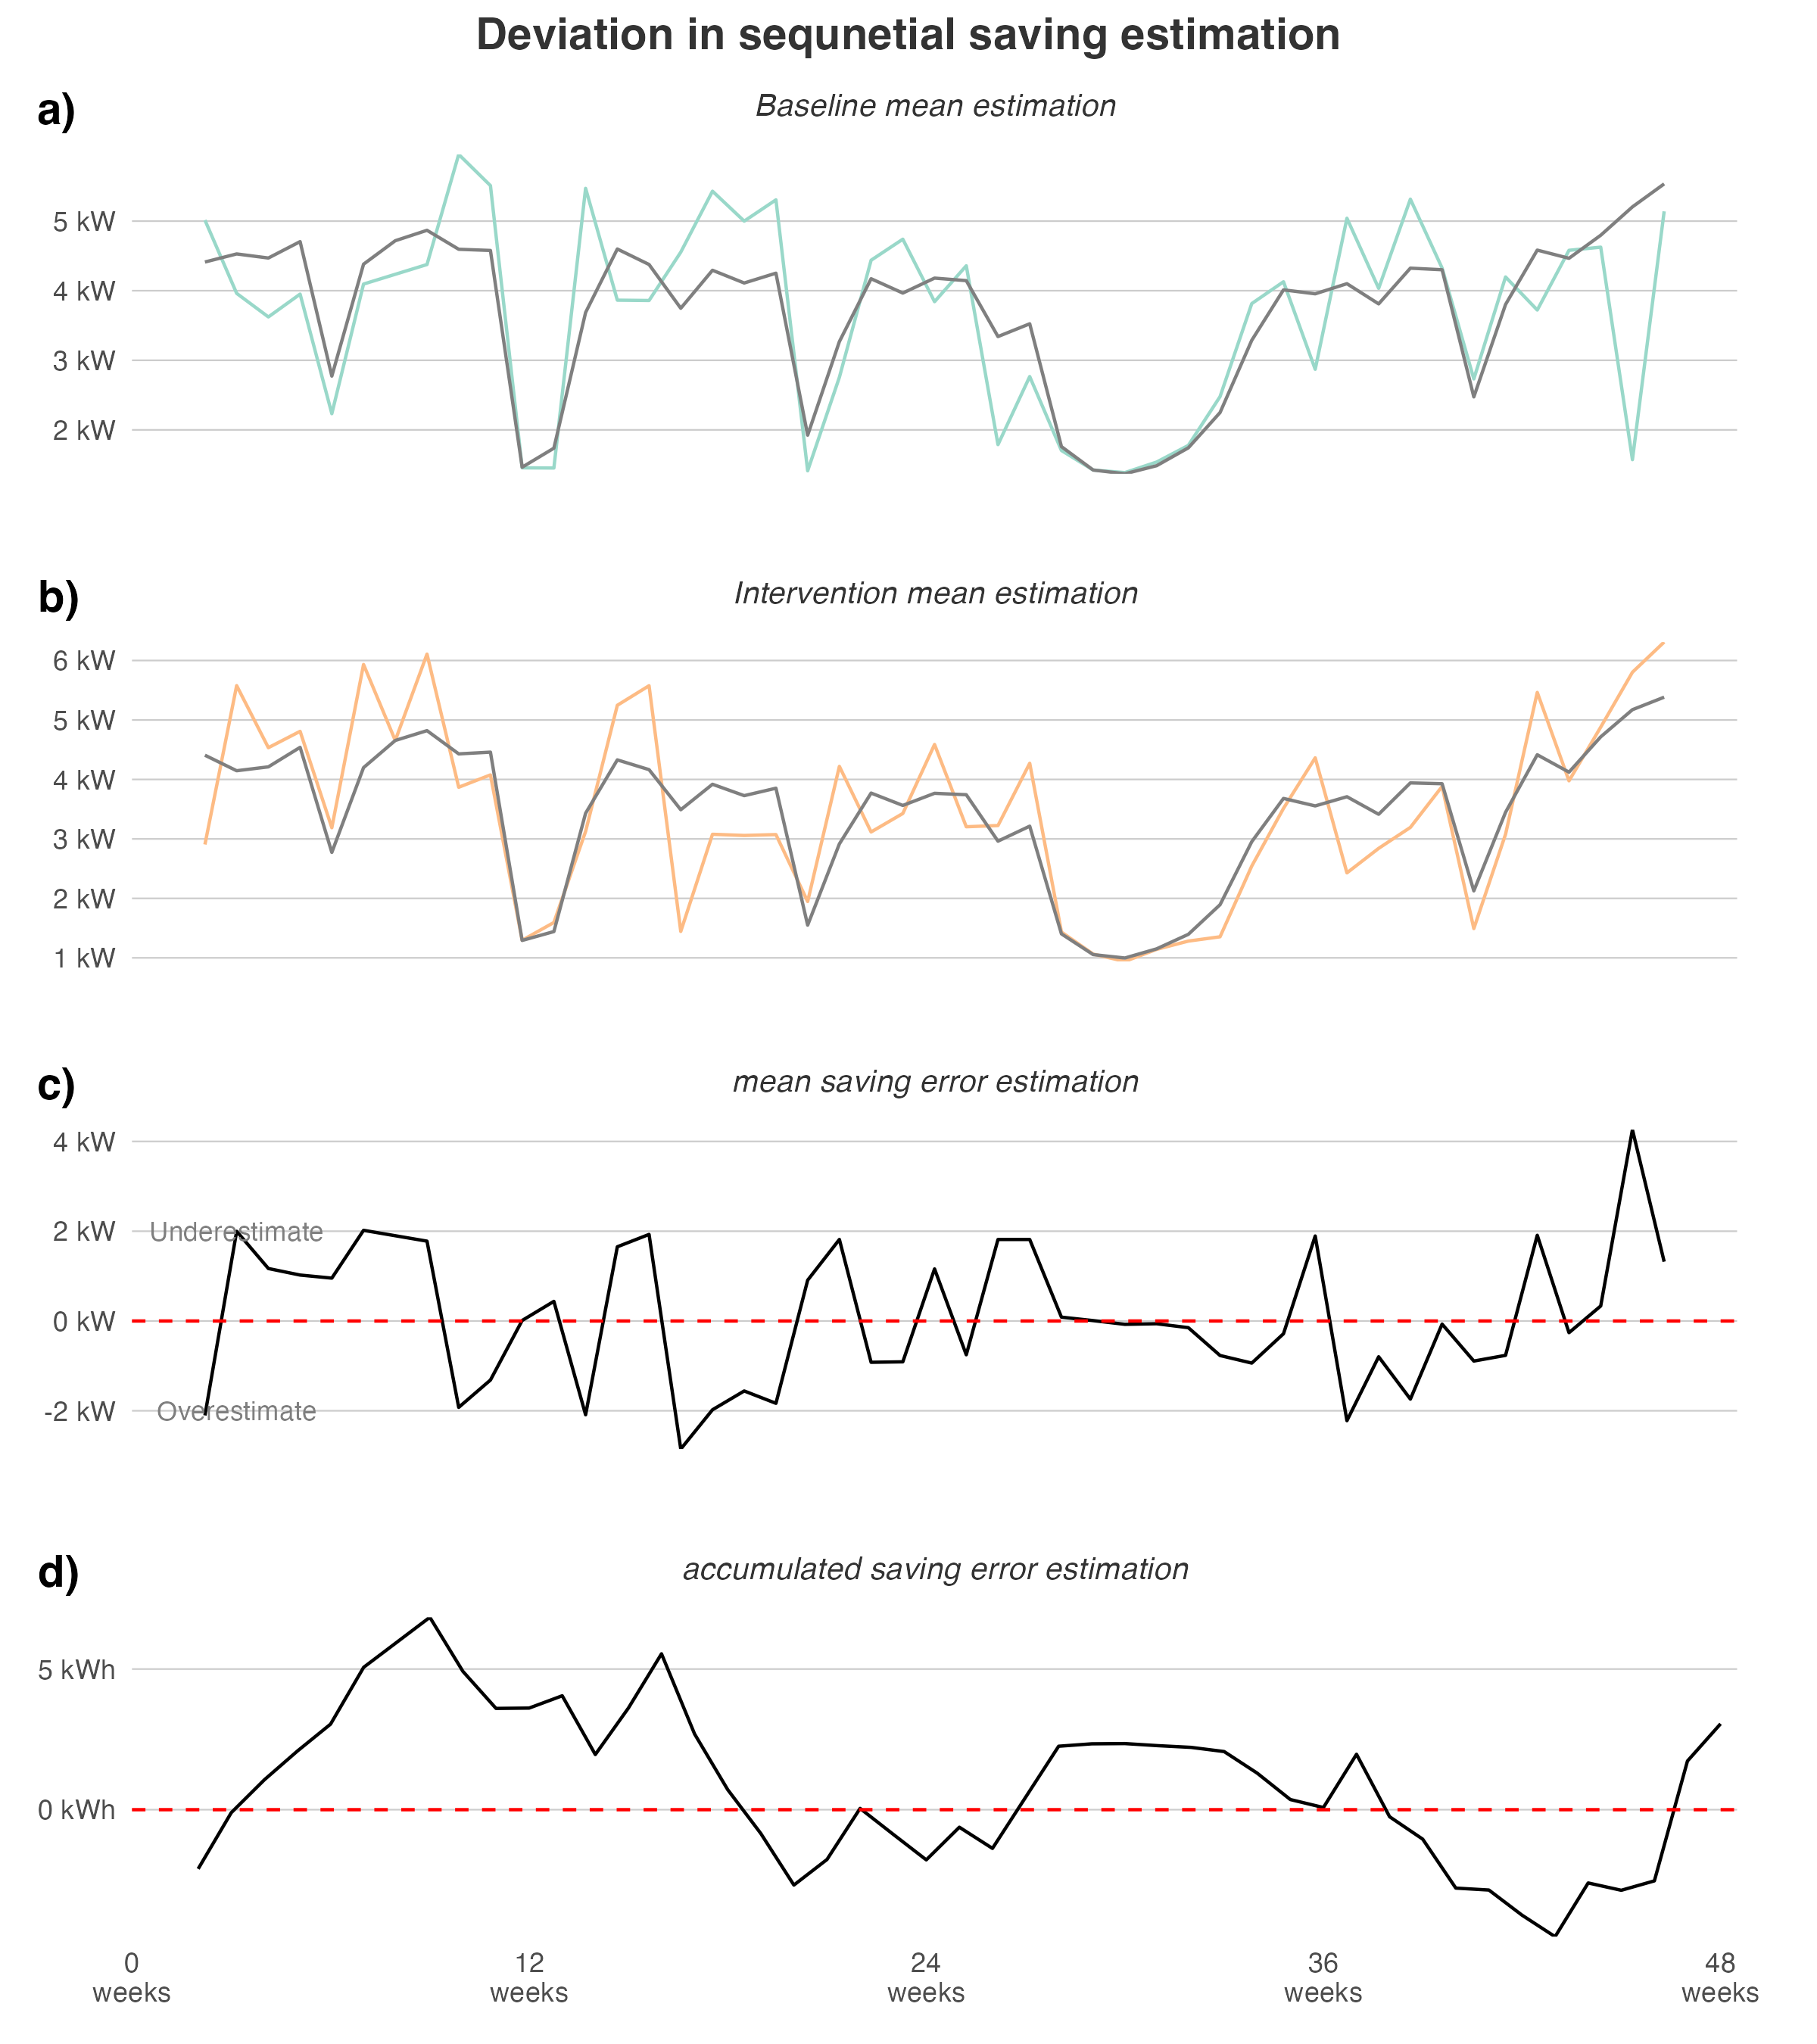 Deviation in sequnetial saving estimation
a)
Baseline mean estimation
5 kW
4 kW
3 kW
2 kW
b)
Intervention mean estimation
6 kW
5 kW
4 kW
3 kW
2 kW
1 kW
c)
mean saving error estimation
4 kW
2 kW
Underestimate
0 kW
-2 kW
Overestimate
d)
accumulated saving error estimation
5 kWh
0 kWh
0
weeks
12
weeks
24
weeks
36
weeks
48
weeks